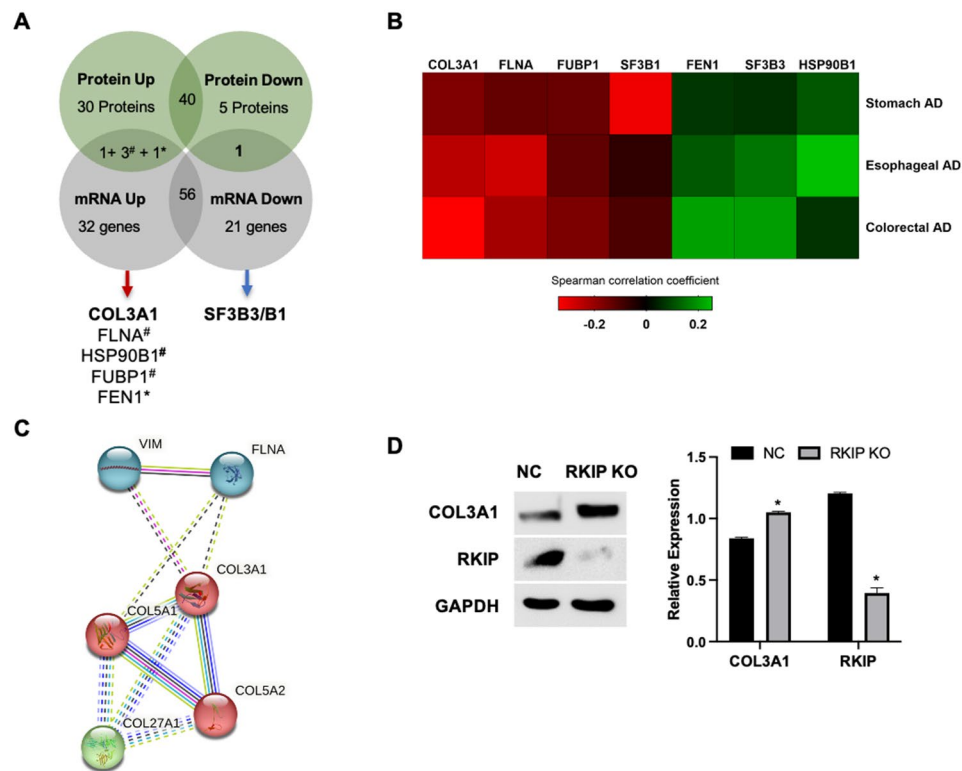 A
Protein Up
30 Proteins
40
Protein Down
5 Proteins
1+ 3# + 1*
1
mRNA Up
32 genes
56
mRNA Down
21 genes
COL3A1
FLNA#
HSP90B1#
FUBP1#
FEN1*
SF3B3/B1
B
COL3A1 FLNA FUBP1 SF3B1 FEN1 SF3B3 HSP90B1
Stomach AD
Esophageal AD
Colorectal AD
Spearman correlation coefficient
-0.2 0 0.2
C
VIM
FLNA
COL3A1
COL5A1
COL5A2
COL27A1
D
NC RKIP KO
COL3A1
RKIP
GAPDH
NC RKIP KO
Relative Expression
1.5
1.0
0.5
0.0
*
*
COL3A1 RKIP